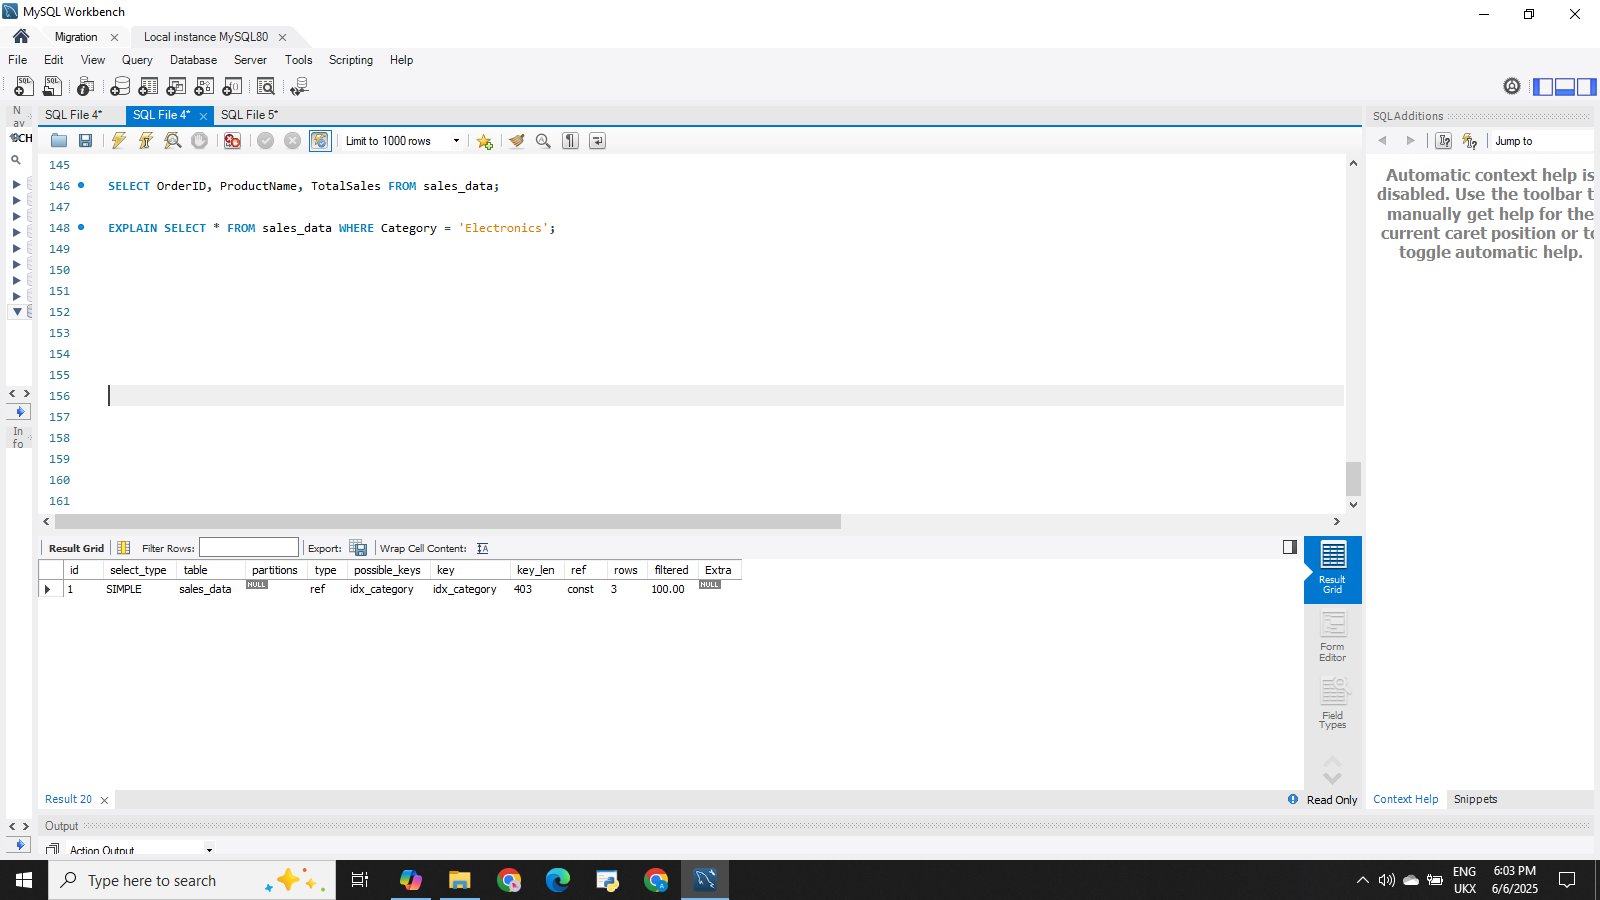 MySQL Workbench
Migration
Local instance MySQL80
File Edit View Query Database Server Tools Scripting Help
N
av
SQL File 4*
SQL File 4*
SQL File 5*
SQLAdditions
CH
Limit to 1000 rows
Jump to
145
146 SELECT OrderID, ProductName, TotalSales FROM sales_data;
147
148 EXPLAIN SELECT * FROM sales_data WHERE Category = 'Electronics';
149
150
151
152
153
154
155
156
157
158
159
160
161
Automatic context help is
disabled. Use the toolbar t
manually get help for the
current caret position or to
toggle automatic help.
In
fo
Result Grid Filter Rows: Export: Wrap Cell Content:
id select_type table partitions type possible_keys key key_len ref rows filtered Extra
1 SIMPLE sales_data NULL ref idx_category idx_category 403 const 3 100.00 NULL
Result
Grid
Form
Editor
Field
Types
Result 20
Read Only
Context Help
Snippets
Output
Action Output
Type here to search
ENG
UKX
6:03 PM
6/6/2025